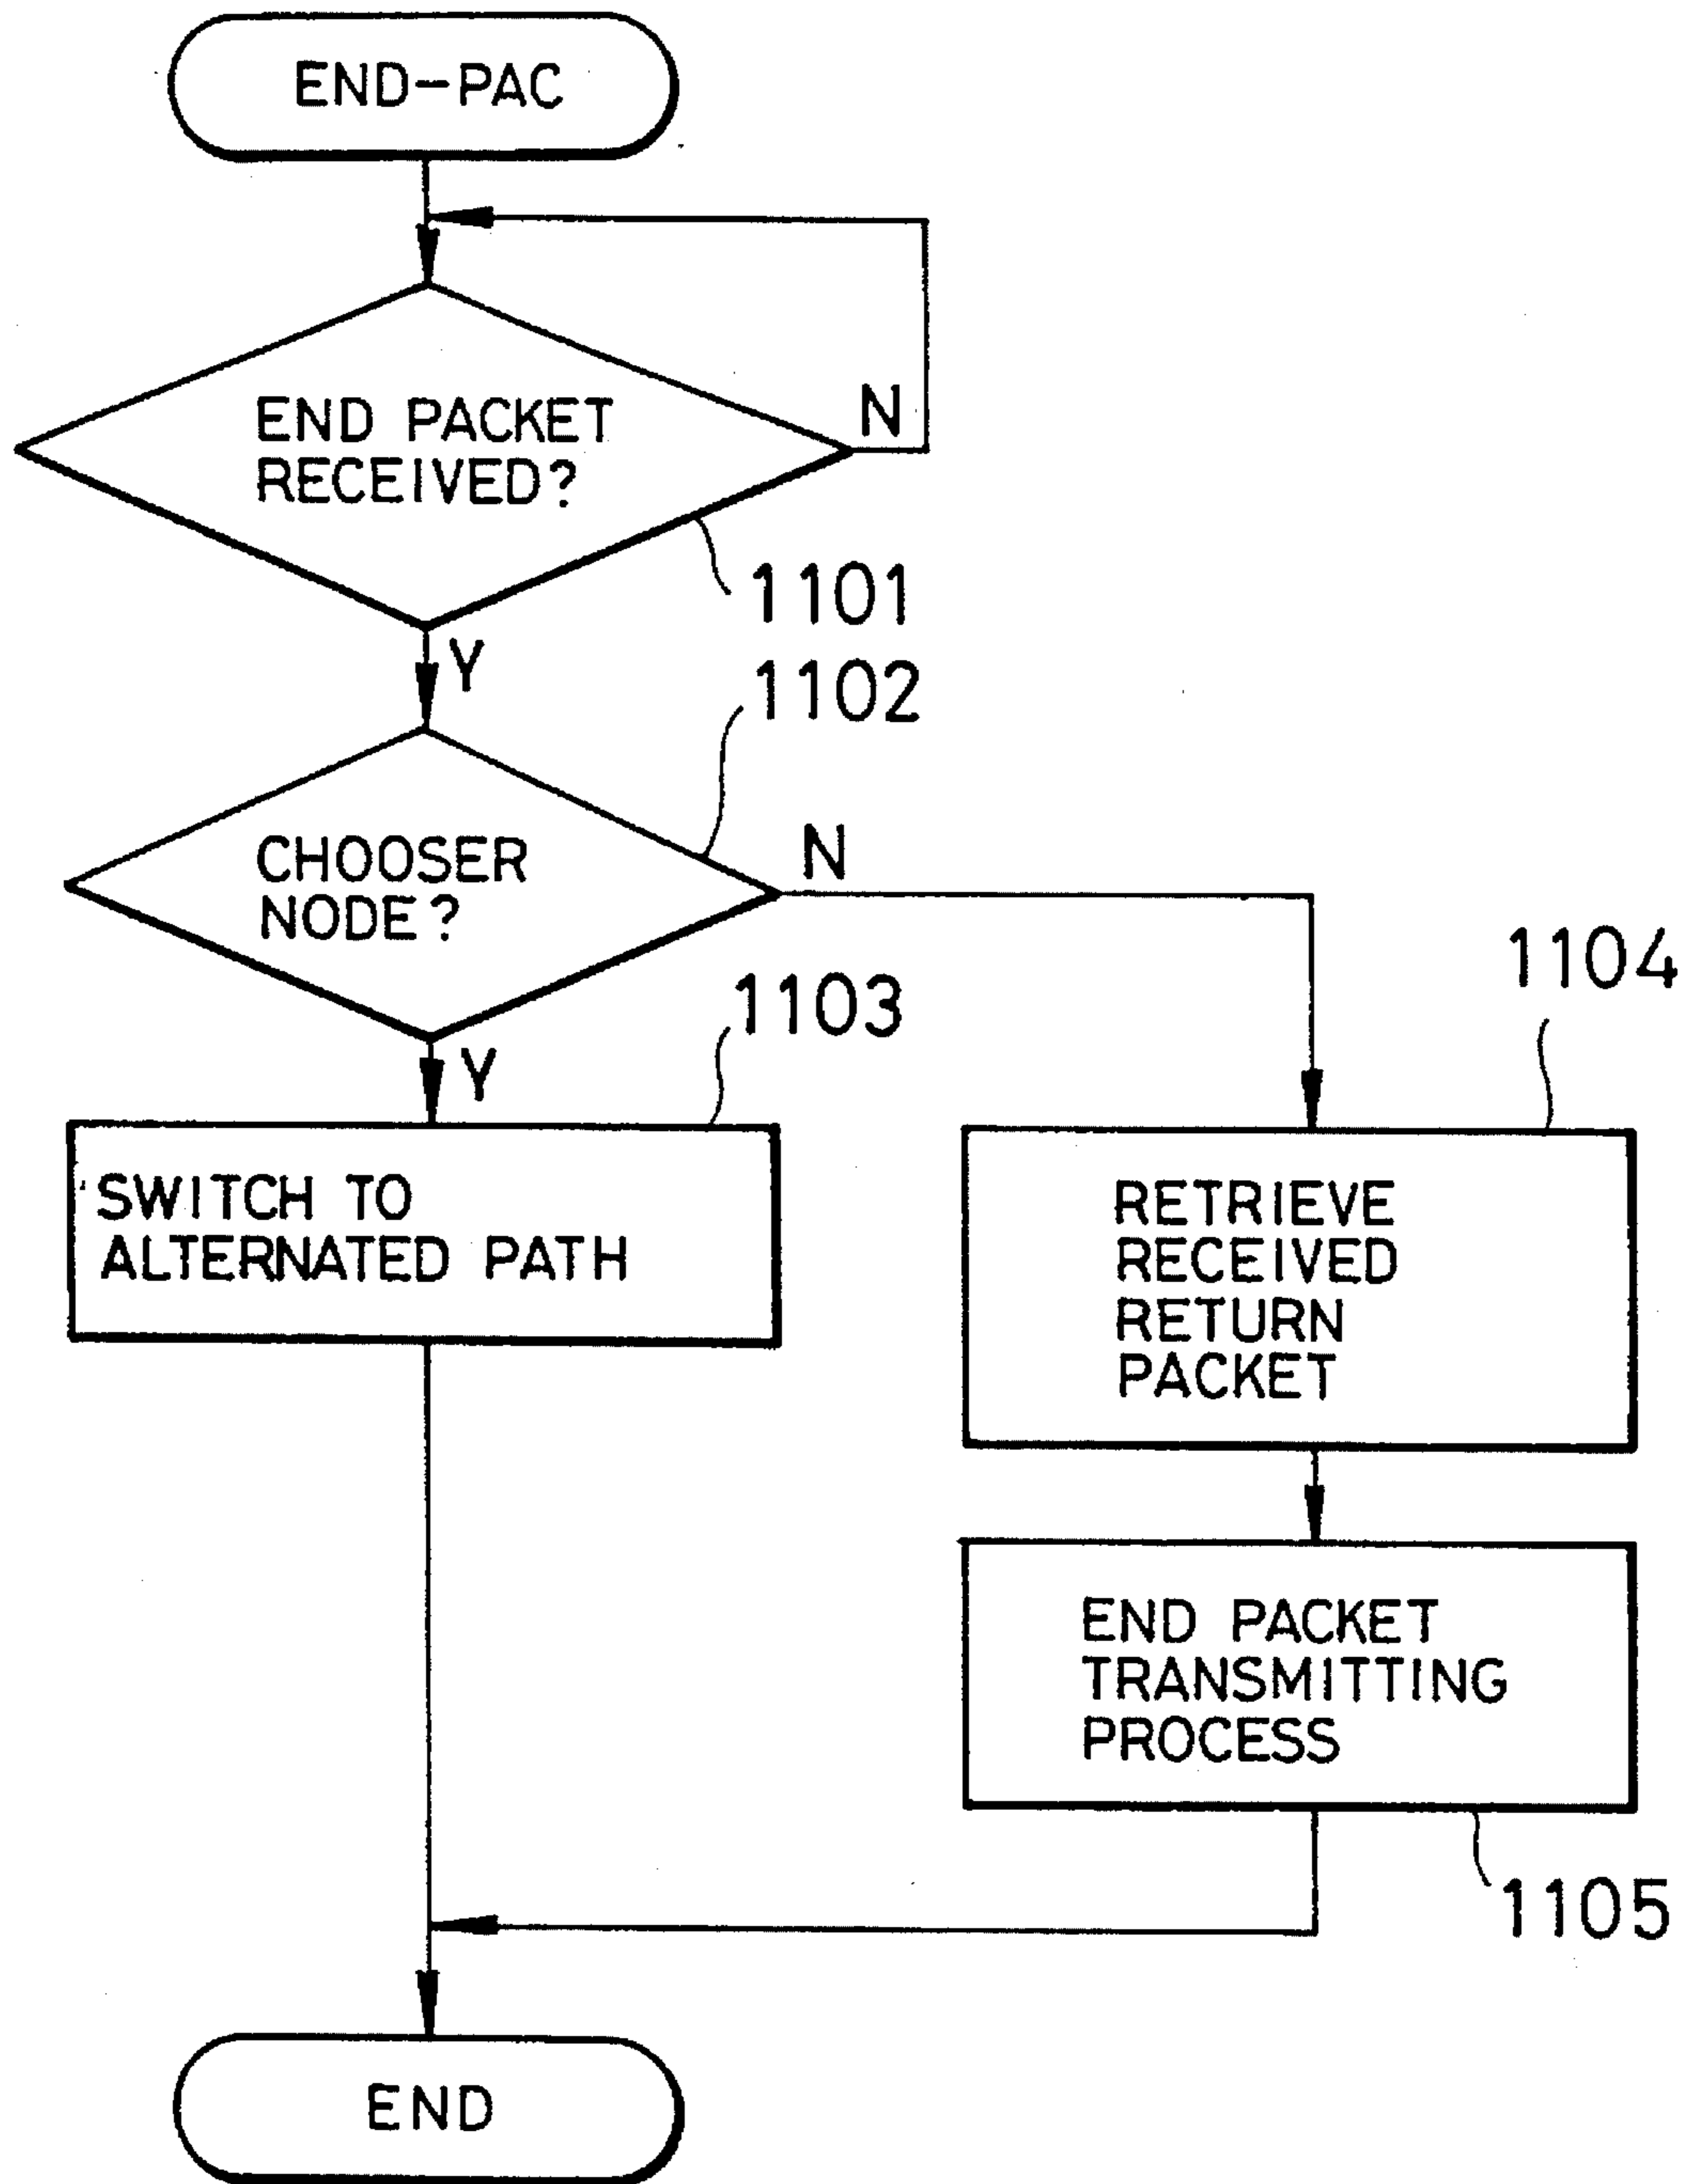 END-PAC
END PACKET
RECEIVED?
N
1101
Y
1102
CHOOSER
NODE?
N
1104
1103
Y
SWITCH TO
ALTERNATED PATH
RETRIEVE
RECEIVED
RETURN
PACKET
END PACKET
TRANSMITTING
PROCESS
1105
END